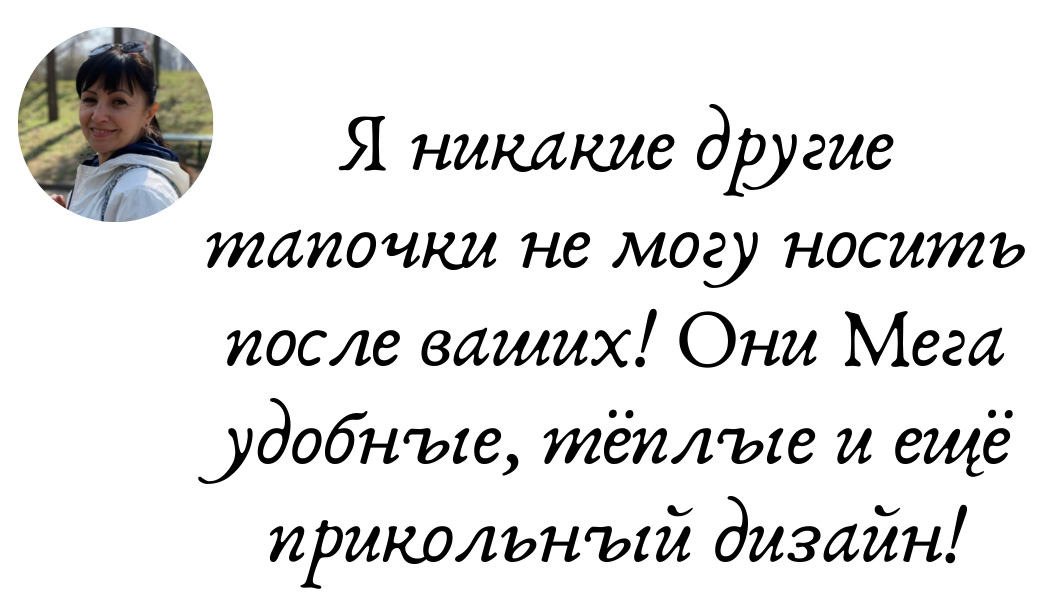 Я никакие другие
тапочки не могу носить
после ваших! Они Мега
удобные, тёплые и ещё
прикольный дизайн!